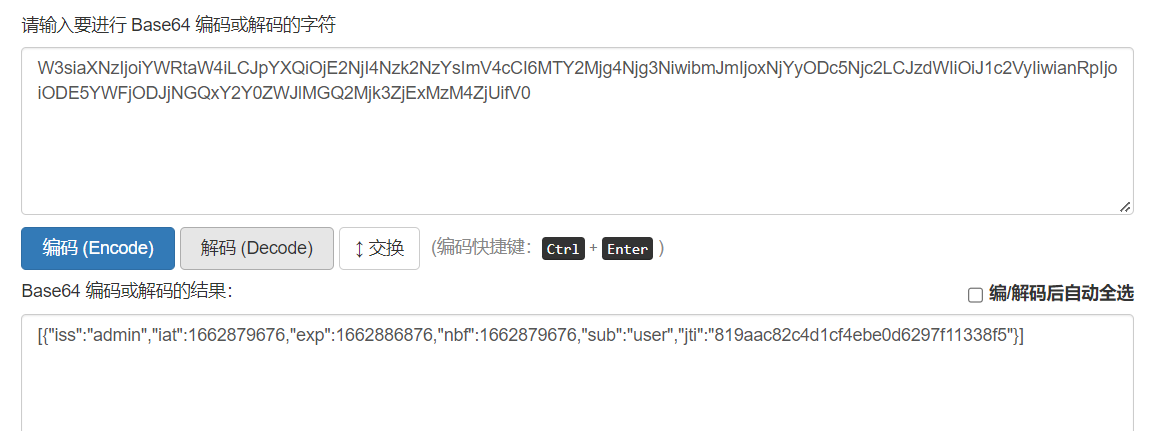 请输入要进行 Base64 编码或解码的字符
W3siaXNzIjoiYWRtaW4iLCJpYXQiOjE2NjI4Nzk2NzYsImV4cCI6MTY2Mjg4Njg3NiwibmJmIjoxNjYyODc5Njc2LCJzdWIiOiJ1c2VyIiwianRpIjo
iODE5YWFjODJjNGQxY2Y0ZWJlMGQ2Mjk3ZjExMzM4ZjUifV0
编码 (Encode) 解码 (Decode) ↕ 交换 (编码快捷键: Ctrl + Enter )
Base64 编码或解码的结果: 编/解码后自动全选
[{"iss":"admin","iat":1662879676,"exp":1662886876,"nbf":1662879676,"sub":"user","jti":"819aac82c4d1cf4ebe0d6297f11338f5"}]